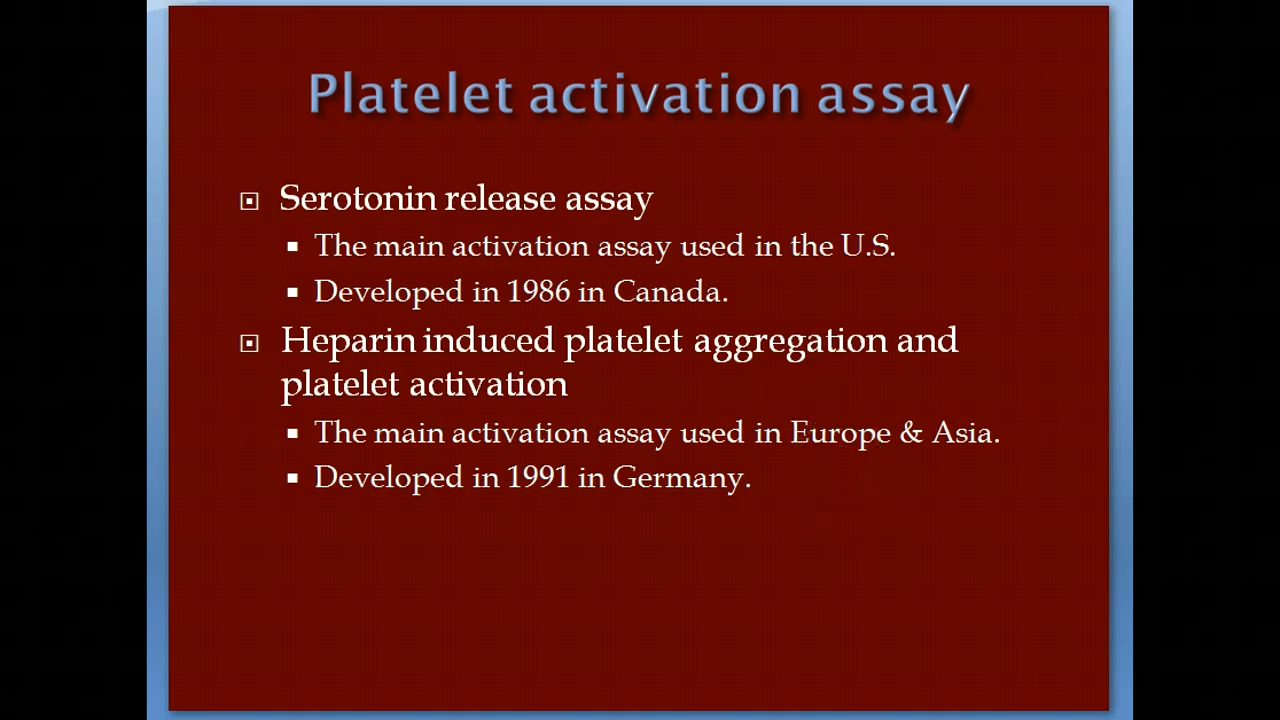 Platelet activation assay
Serotonin release assay
The main activation assay used in the U.S.
Developed in 1986 in Canada.
Heparin induced platelet aggregation and
platelet activation
The main activation assay used in Europe & Asia.
Developed in 1991 in Germany.